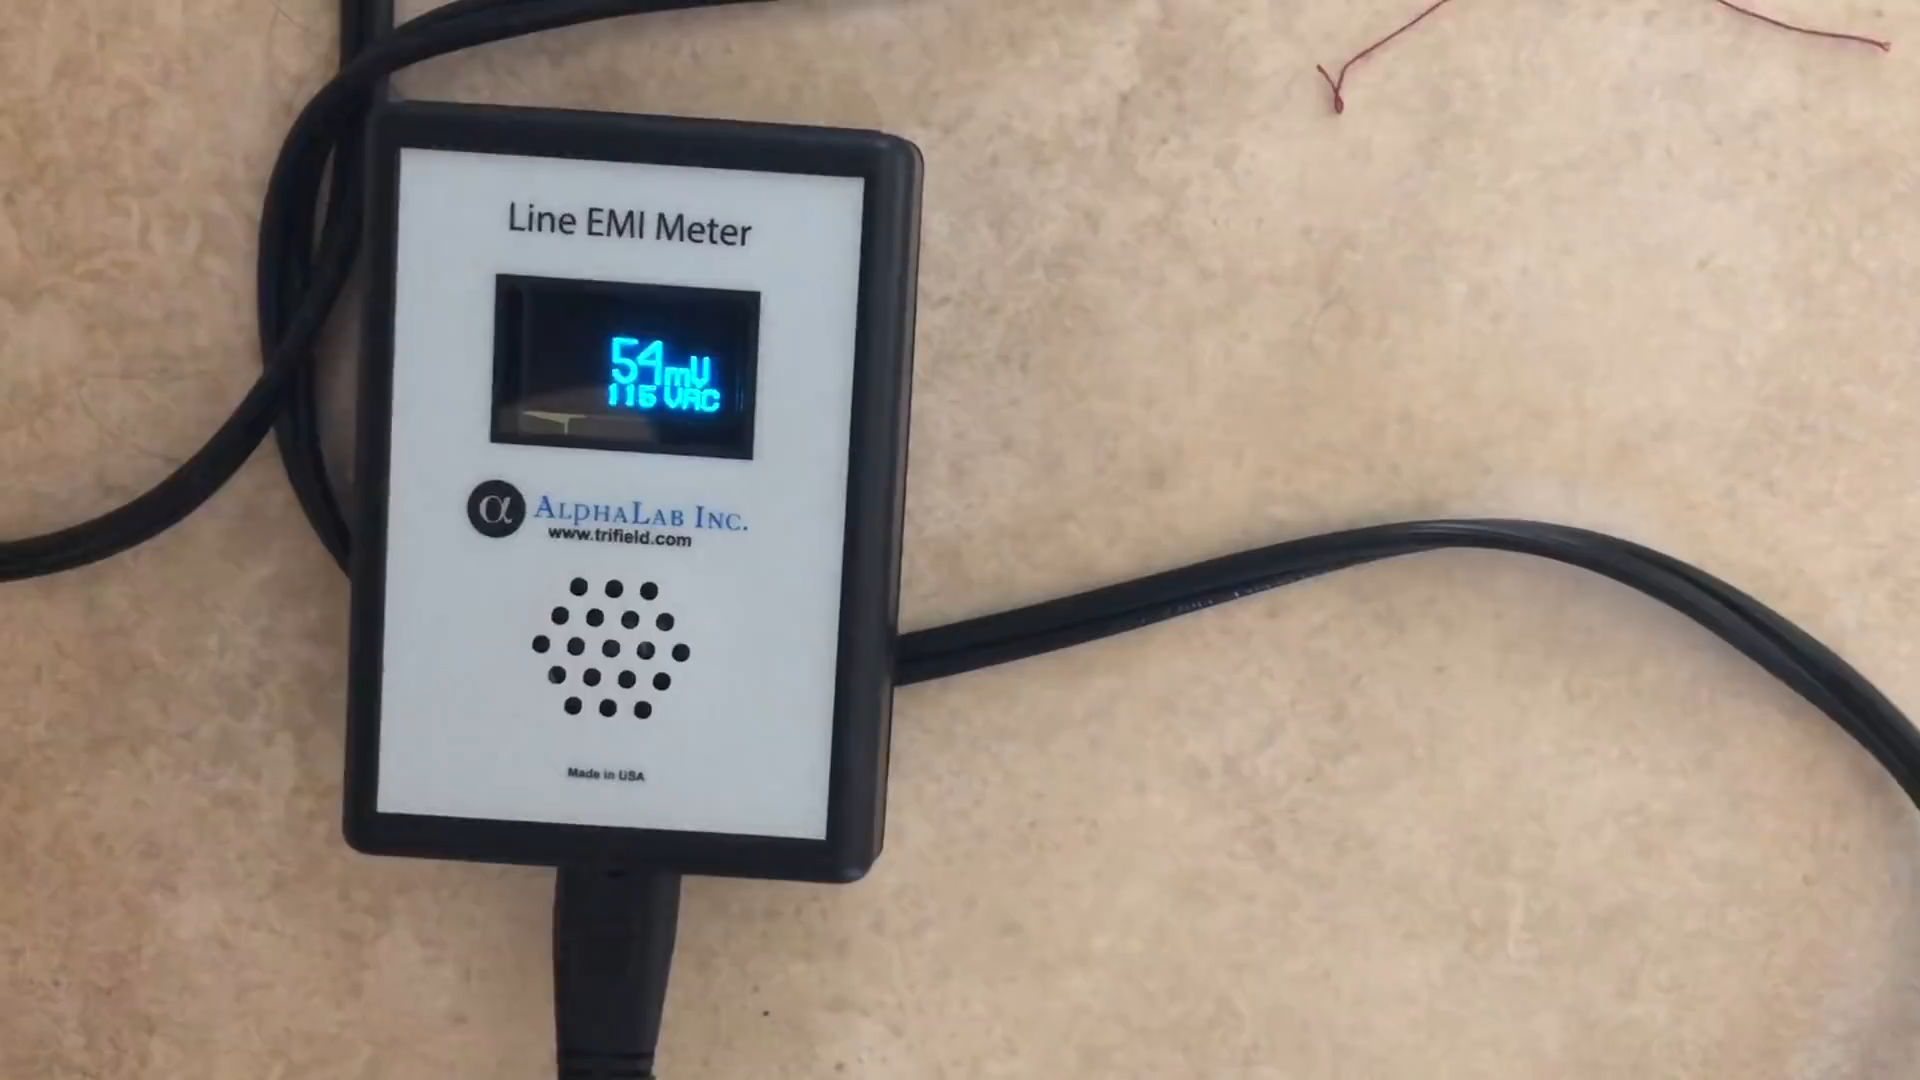 Line EMI Meter
54mV
115 VAC
α ALPHALAB INC.
www.trifield.com
Made in USA